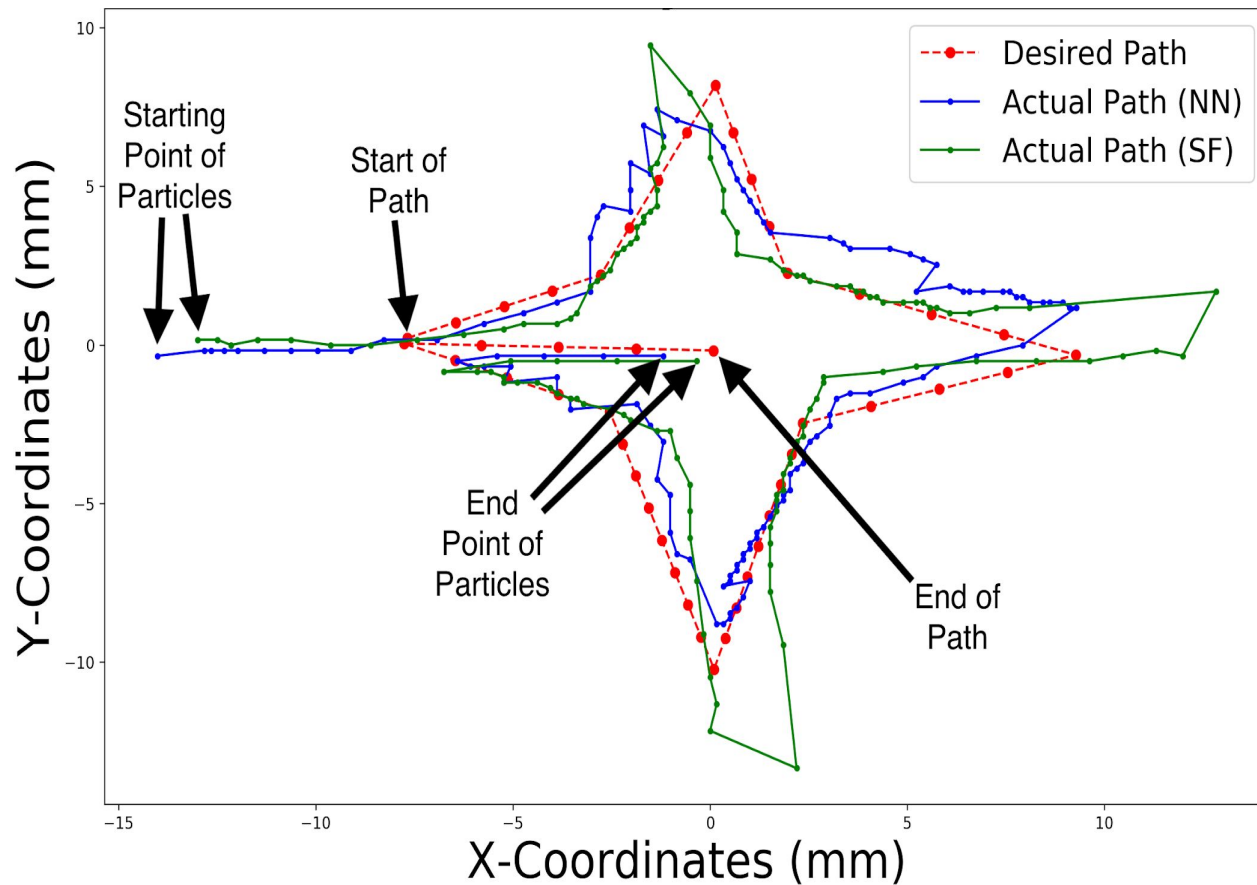 Desired Path
Actual Path (NN)
Actual Path (SF)
Starting
Point of
Particles
Start of
Path
End
Point of
Particles
End of
Path
Y-Coordinates (mm)
10
5
0
−5
−10
−15
−10
−5
0
5
10
X-Coordinates (mm)